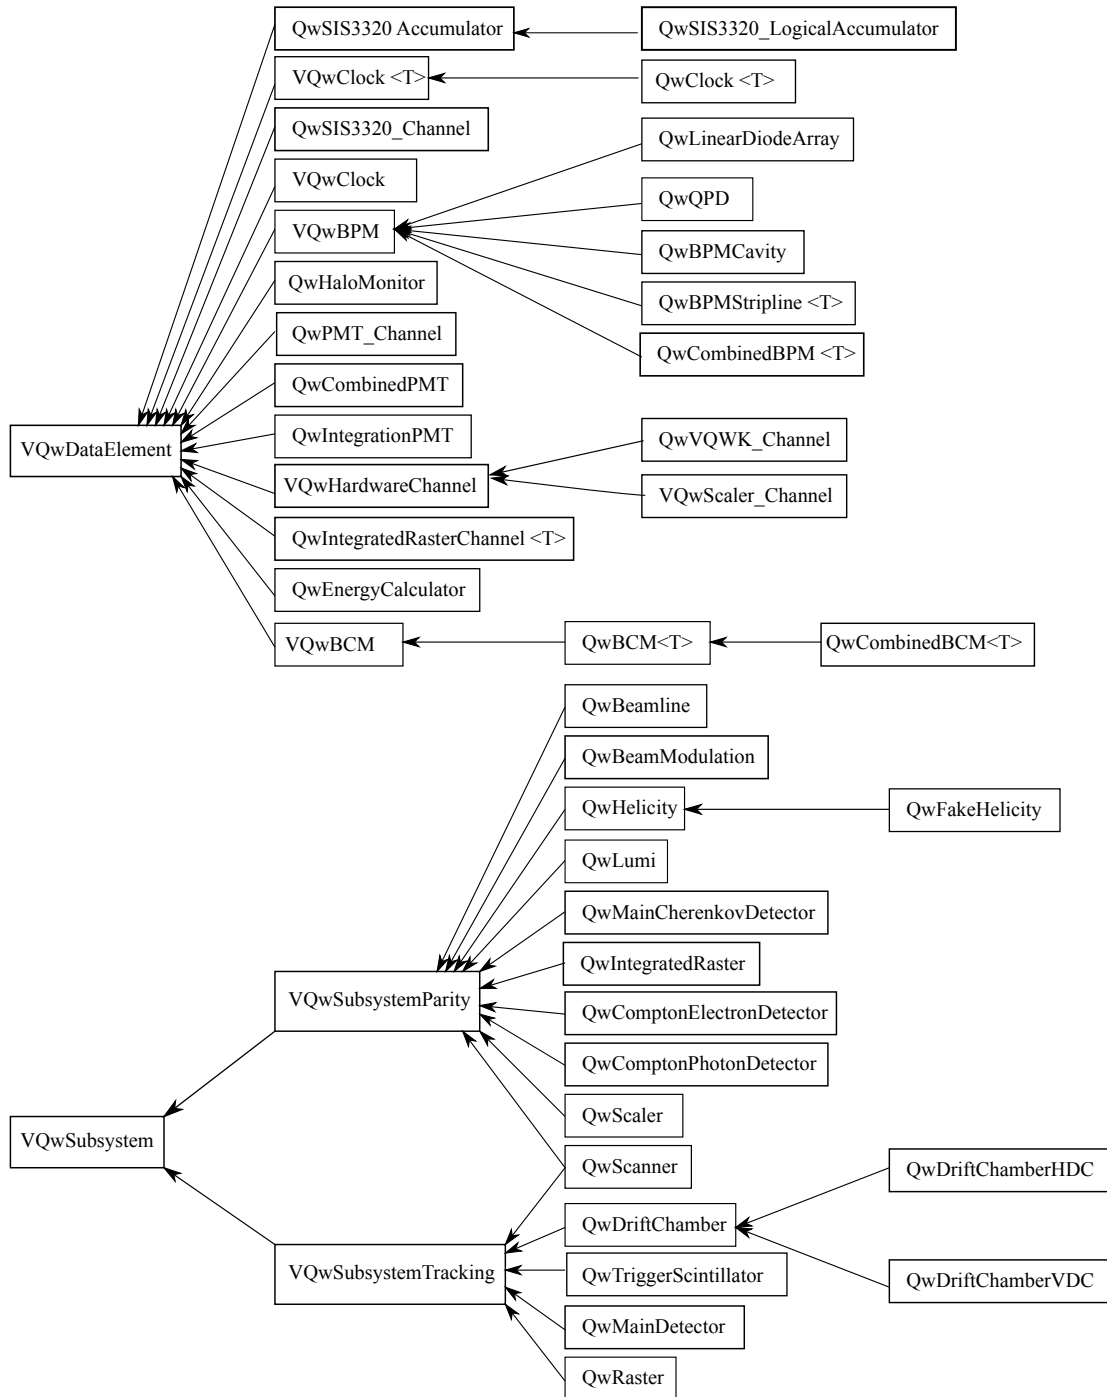 QwSIS3320 Accumulator
QwSIS3320_LogicalAccumulator
VQwClock <T>
QwClock <T>
QwSIS3320_Channel
QwLinearDiodeArray
VQwClock
QwQPD
VQwBPM
QwBPMCavity
QwHaloMonitor
QwBPMStripline <T>
QwPMT_Channel
QwCombinedBPM <T>
QwCombinedPMT
VQwDataElement
QwIntegrationPMT
QwVQWK_Channel
VQwHardwareChannel
VQwScaler_Channel
QwIntegratedRasterChannel <T>
QwEnergyCalculator
VQwBCM
QwBCM<T>
QwCombinedBCM<T>
QwBeamline
QwBeamModulation
QwHelicity
QwFakeHelicity
QwLumi
QwMainCherenkovDetector
QwIntegratedRaster
VQwSubsystemParity
QwComptonElectronDetector
QwComptonPhotonDetector
QwScaler
VQwSubsystem
QwScanner
QwDriftChamberHDC
QwDriftChamber
VQwSubsystemTracking
QwTriggerScintillator
QwDriftChamberVDC
QwMainDetector
QwRaster